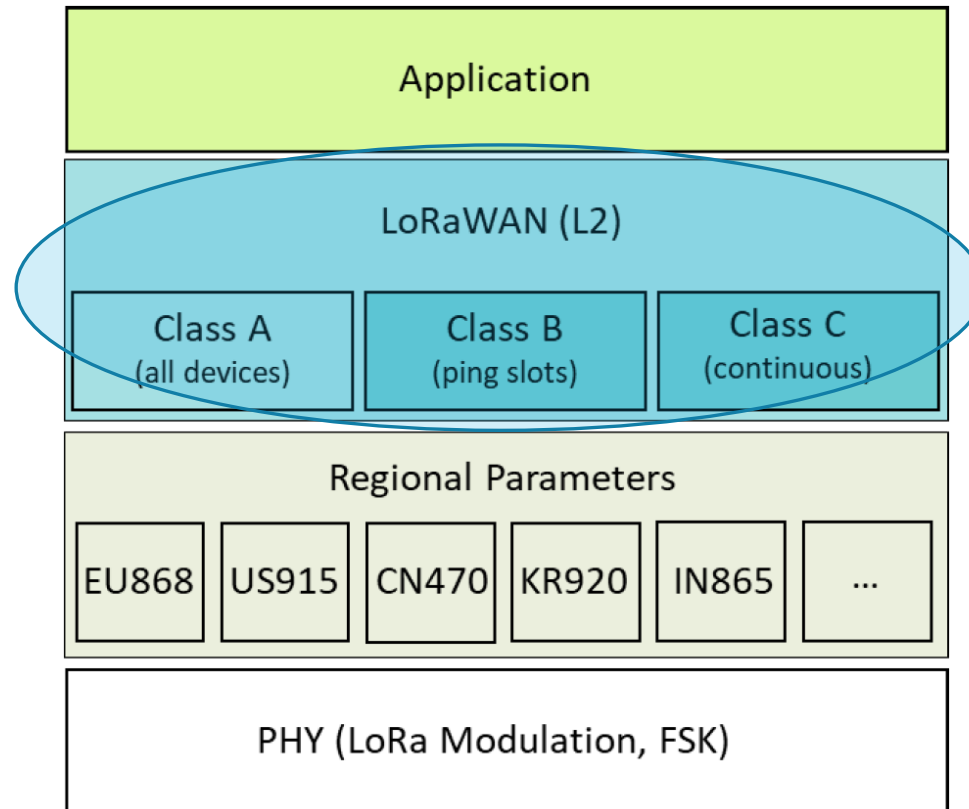 Application
LoRaWAN (L2)
Class A
(all devices)
Class B
(ping slots)
Class C
(continuous)
Regional Parameters
EU868
US915
CN470
KR920
IN865
...
PHY (LoRa Modulation, FSK)